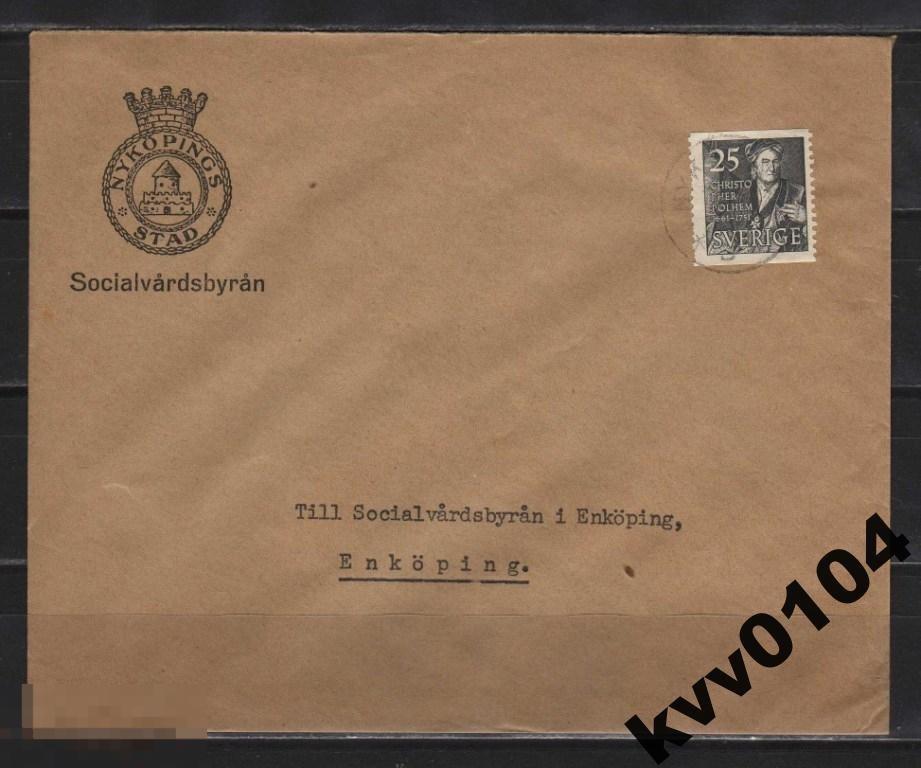 NYKÖPINGS
STAD
Socialvårdsbyrån
25
CHRISTO
PHER
POLHEM
1661-1751
SVERIGE
Till Socialvårdsbyrån i Enköping,
Enköping.
kvv0104